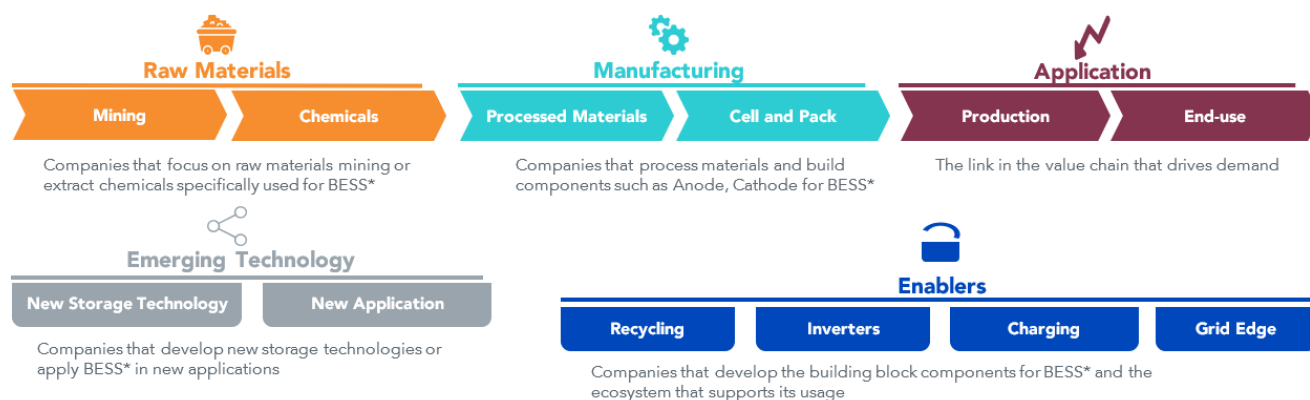 Raw Materials
Manufacturing
Application
Mining
Chemicals
Processed Materials
Cell and Pack
Production
End-use
Companies that focus on raw materials mining or
extract chemicals specifically used for BESS*
Companies that process materials and build
components such as Anode, Cathode for BESS*
The link in the value chain that drives demand
Emerging Technology
New Storage Technology
New Application
Companies that develop new storage technologies or
apply BESS* in new applications
Enablers
Recycling
Inverters
Charging
Grid Edge
Companies that develop the building block components for BESS* and the
ecosystem that supports its usage